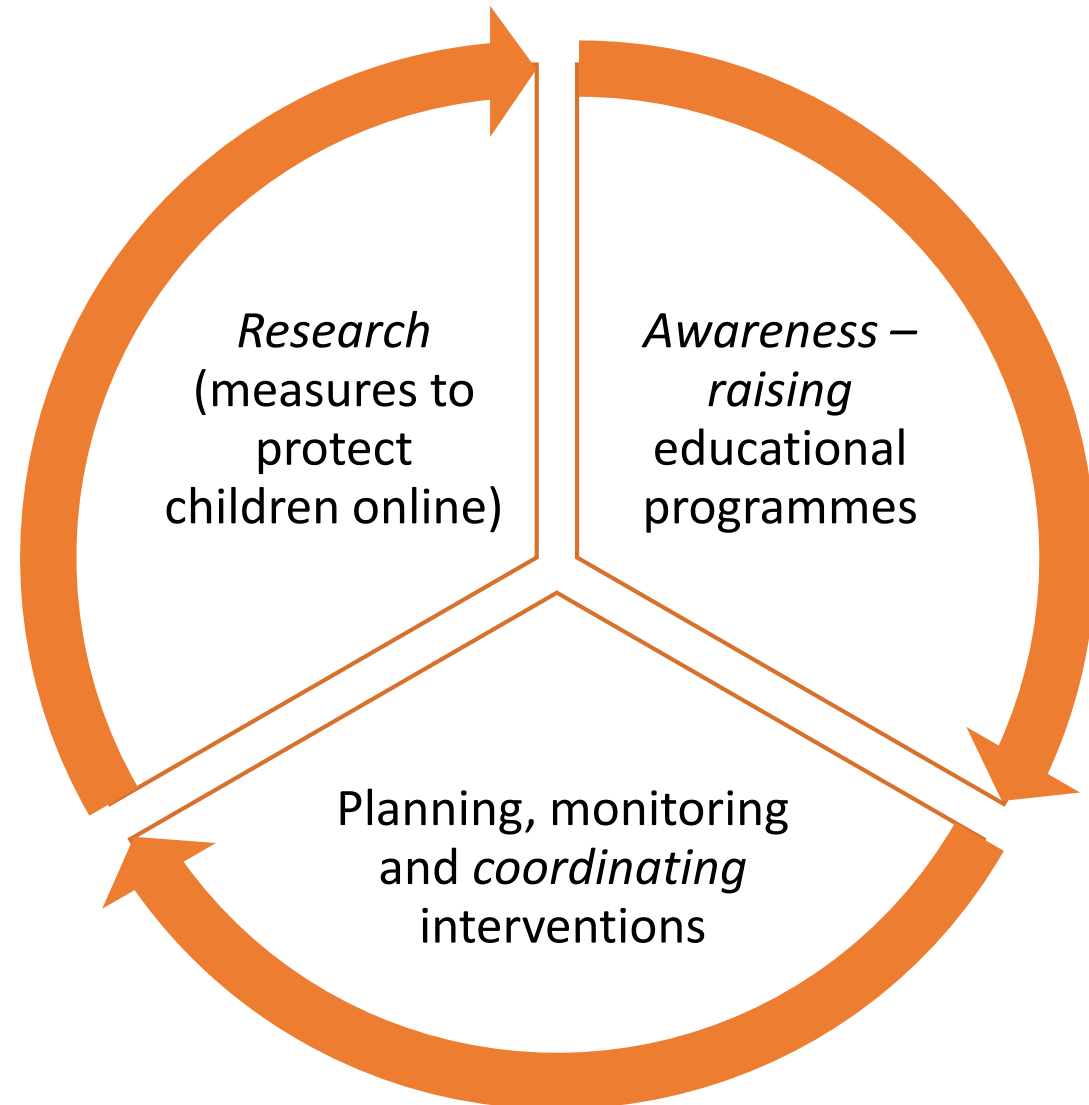 Research
(measures to
protect
children online)
Awareness –
raising
educational
programmes
Planning, monitoring
and coordinating
interventions